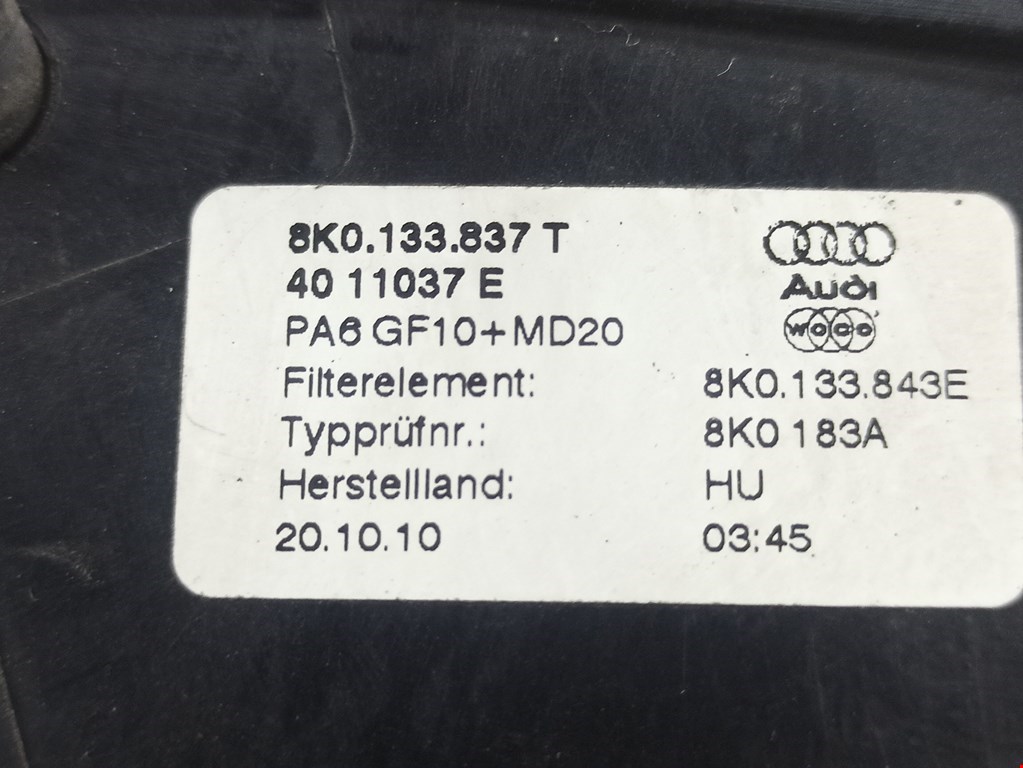 8K0.133.837 T
40 11037 E
Audi
PA6 GF10+MD20
woco
Filterelement: 8K0.133.843E
Typprüfnr.: 8K0 183A
Herstellland: HU
20.10.10 03:45